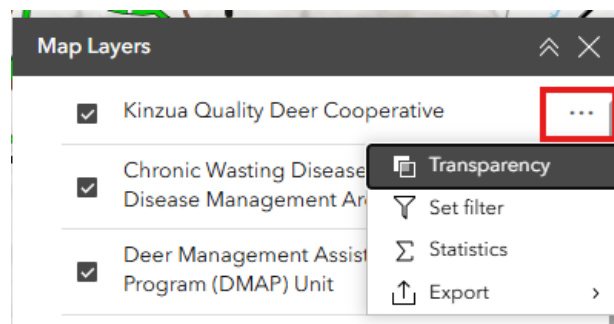 Map Layers
Kinzua Quality Deer Cooperative
Chronic Wasting Disease
Disease Management Ar
Deer Management Assist
Program (DMAP) Unit
Transparency
Set filter
Statistics
Export